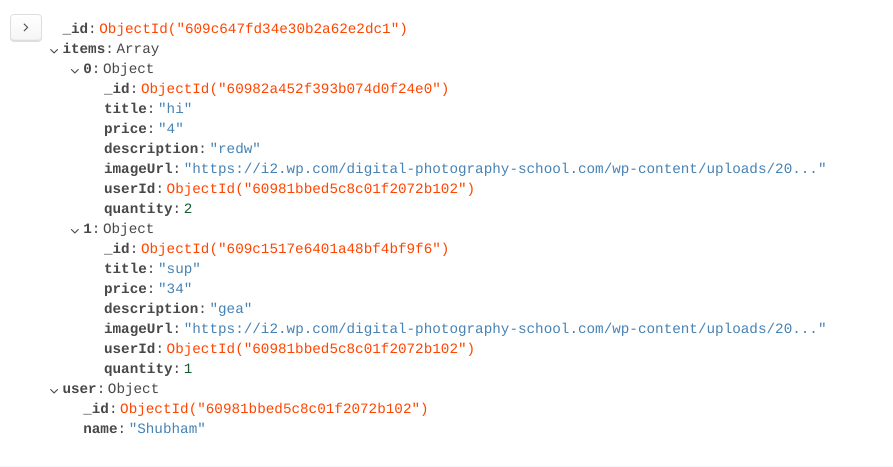 _id: ObjectId("609c647fd34e30b2a62e2dc1")
items: Array
0: Object
_id: ObjectId("60982a452f393b074d0f24e0")
title: "hi"
price: "4"
description: "redw"
imageUrl: "https://i2.wp.com/digital-photography-school.com/wp-content/uploads/20..."
userId: ObjectId("60981bbed5c8c01f2072b102")
quantity: 2
1: Object
_id: ObjectId("609c1517e6401a48bf4bf9f6")
title: "sup"
price: "34"
description: "gea"
imageUrl: "https://i2.wp.com/digital-photography-school.com/wp-content/uploads/20..."
userId: ObjectId("60981bbed5c8c01f2072b102")
quantity: 1
user: Object
_id: ObjectId("60981bbed5c8c01f2072b102")
name: "Shubham"